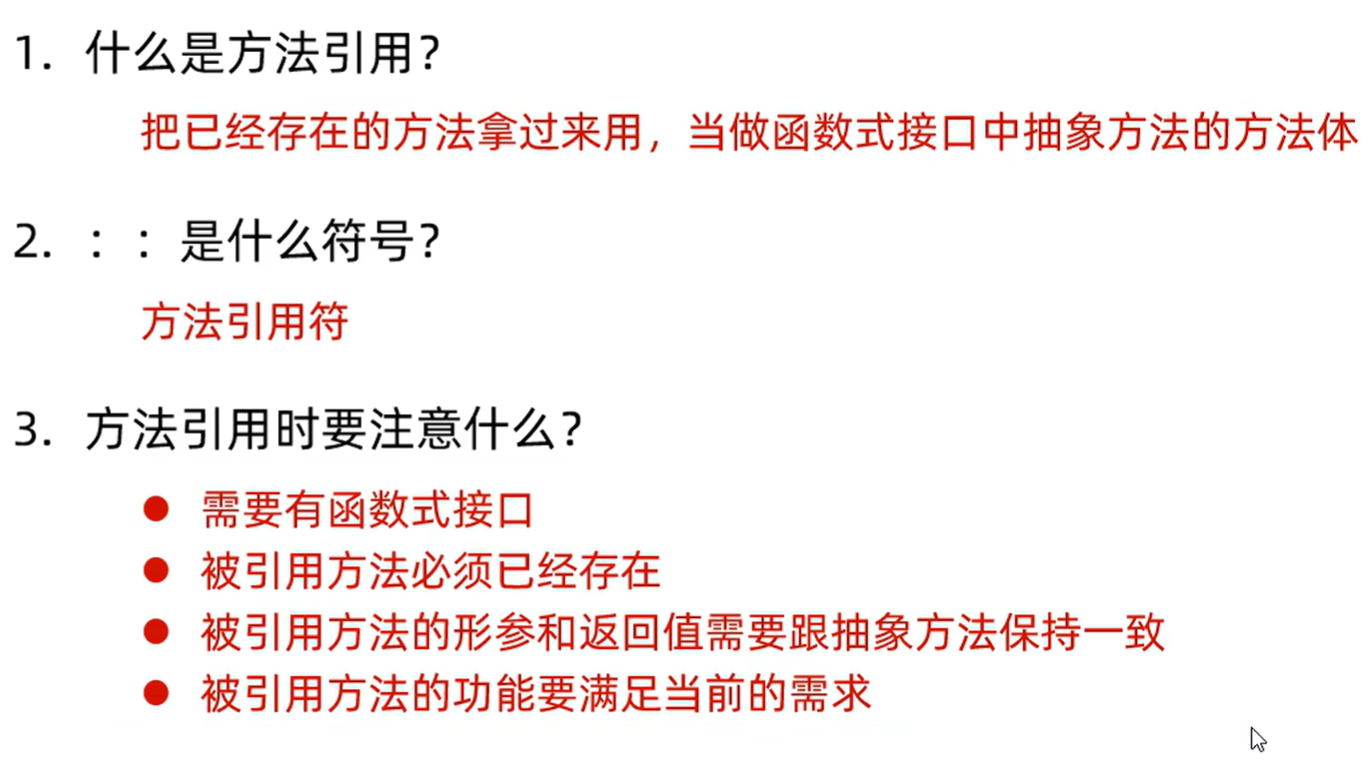 1. 什么是方法引用？
把已经存在的方法拿过来用，当做函数式接口中抽象方法的方法体
2. ：：是什么符号？
方法引用符
3. 方法引用时要注意什么？
● 需要有函数式接口
● 被引用方法必须已经存在
● 被引用方法的形参和返回值需要跟抽象方法保持一致
● 被引用方法的功能要满足当前的需求